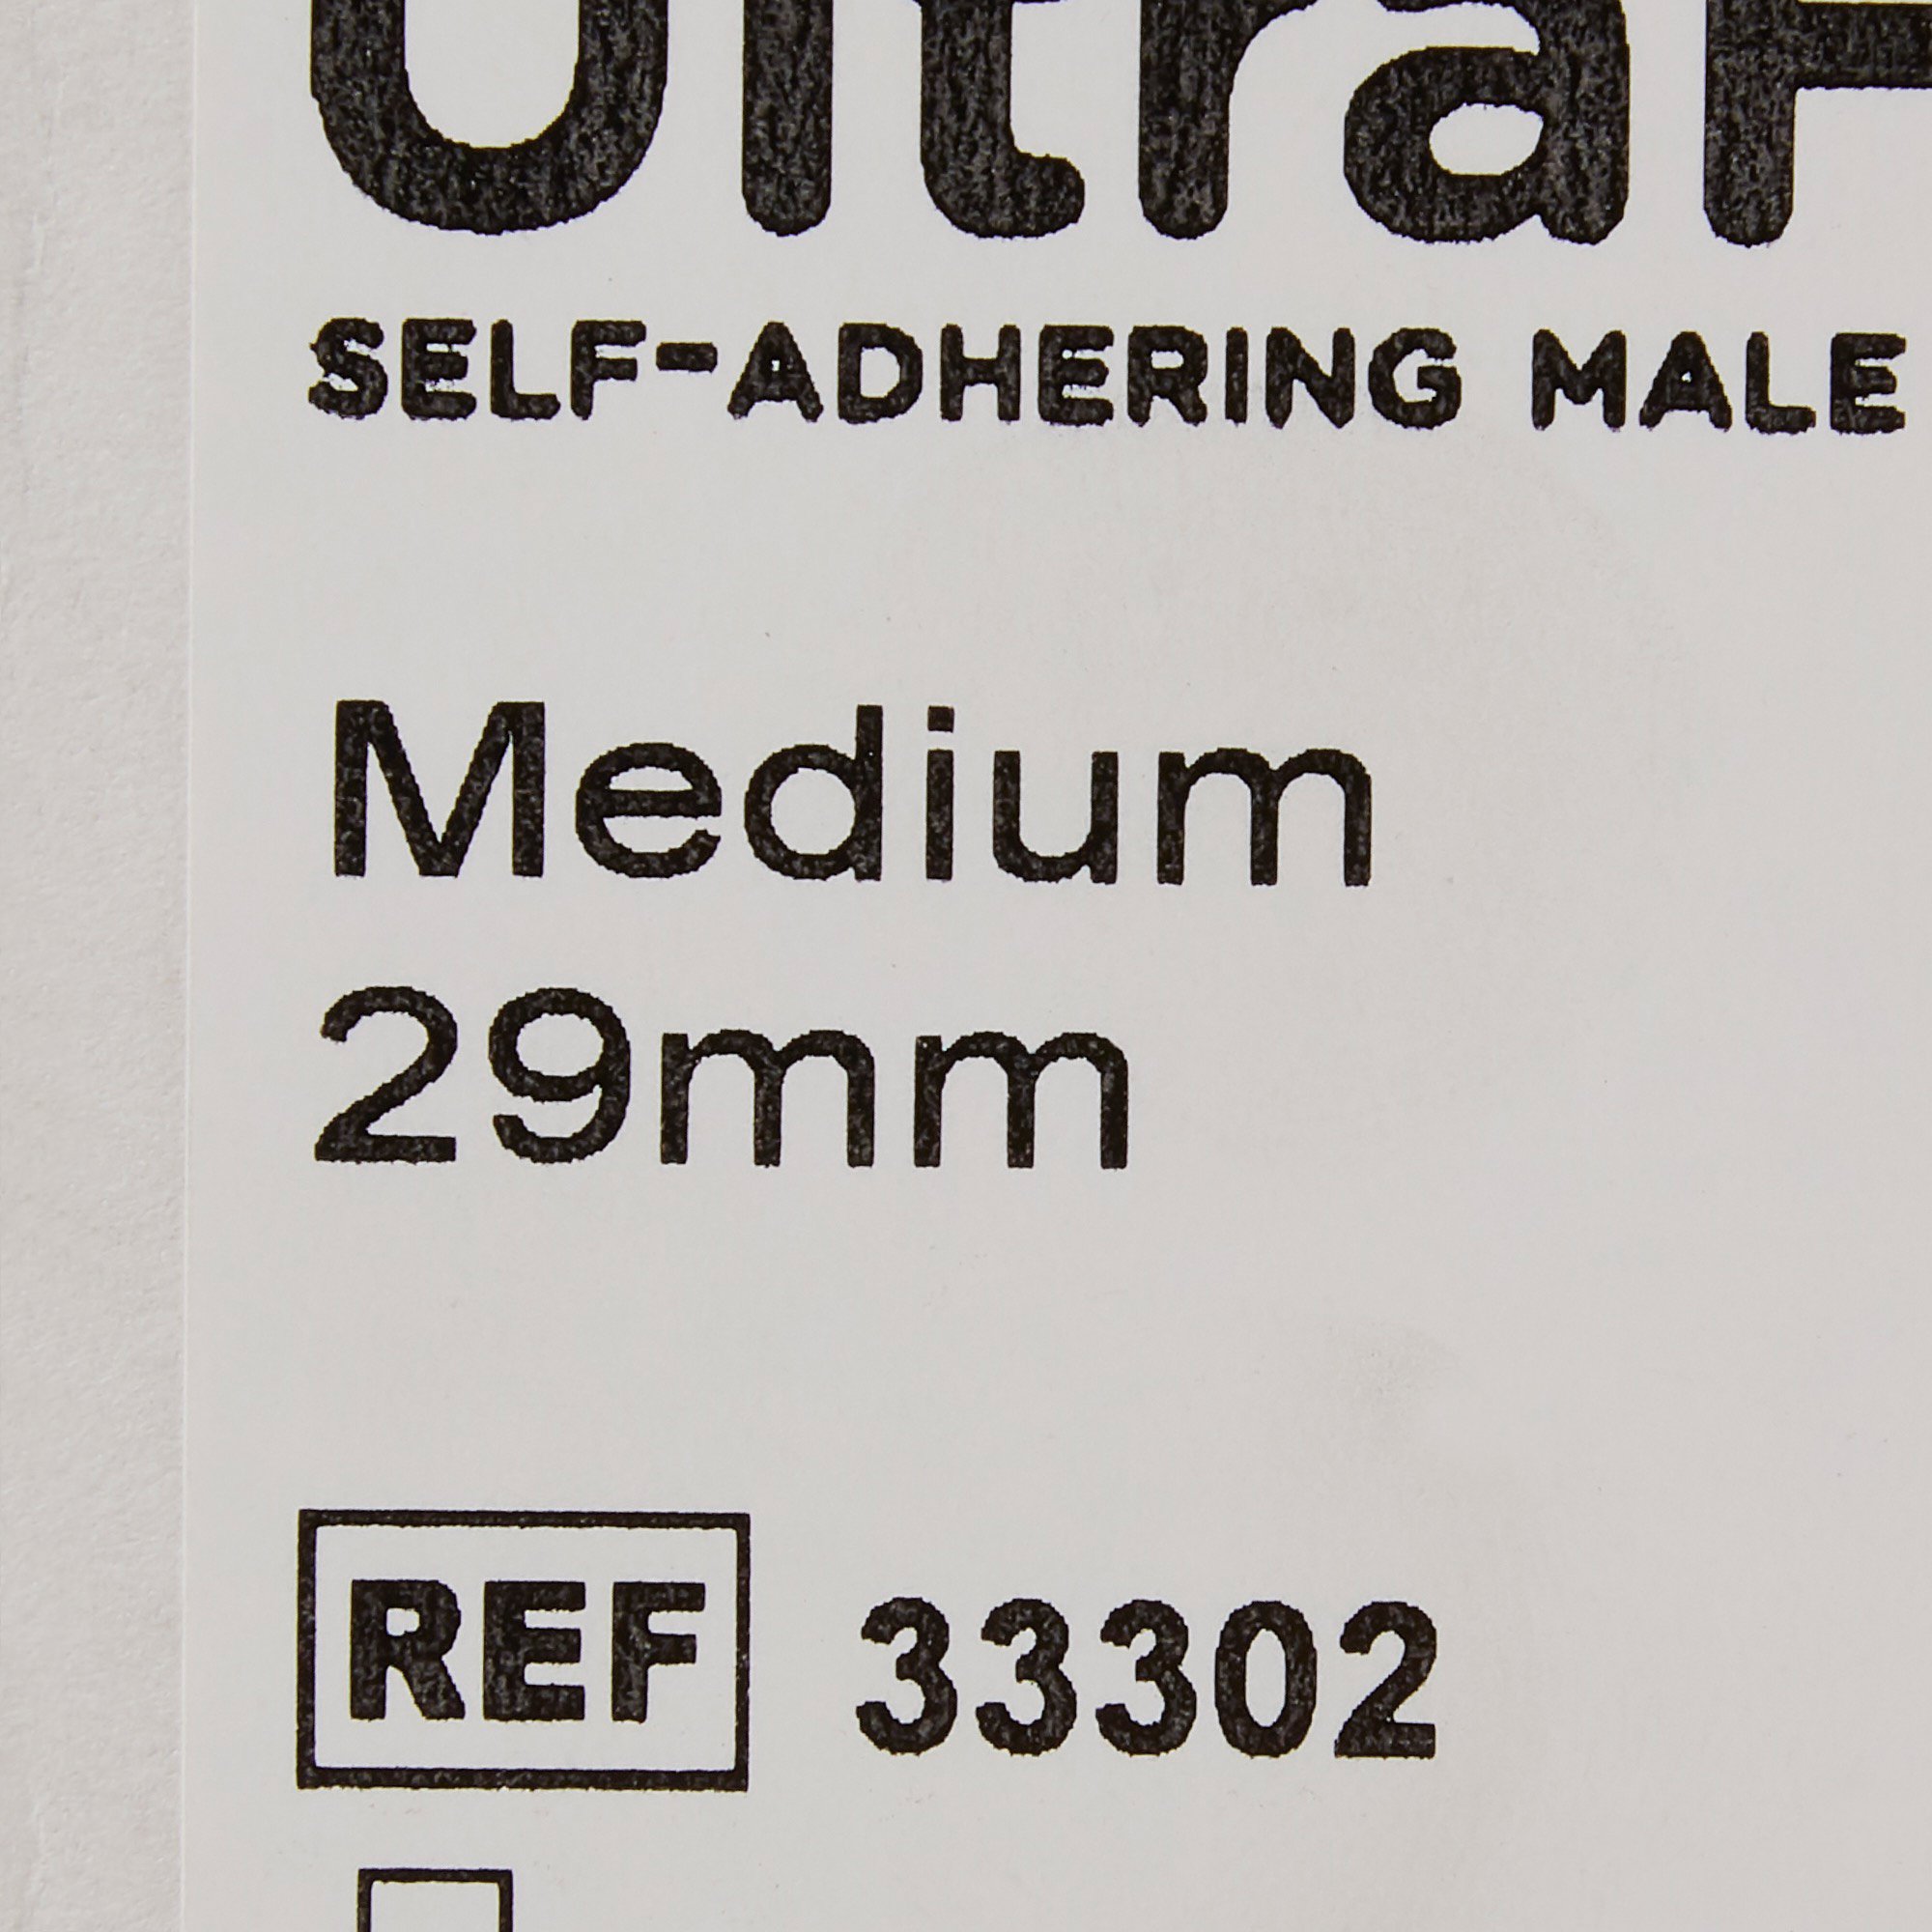 SELF-ADHERING MALE
Medium
29mm
REF 33302